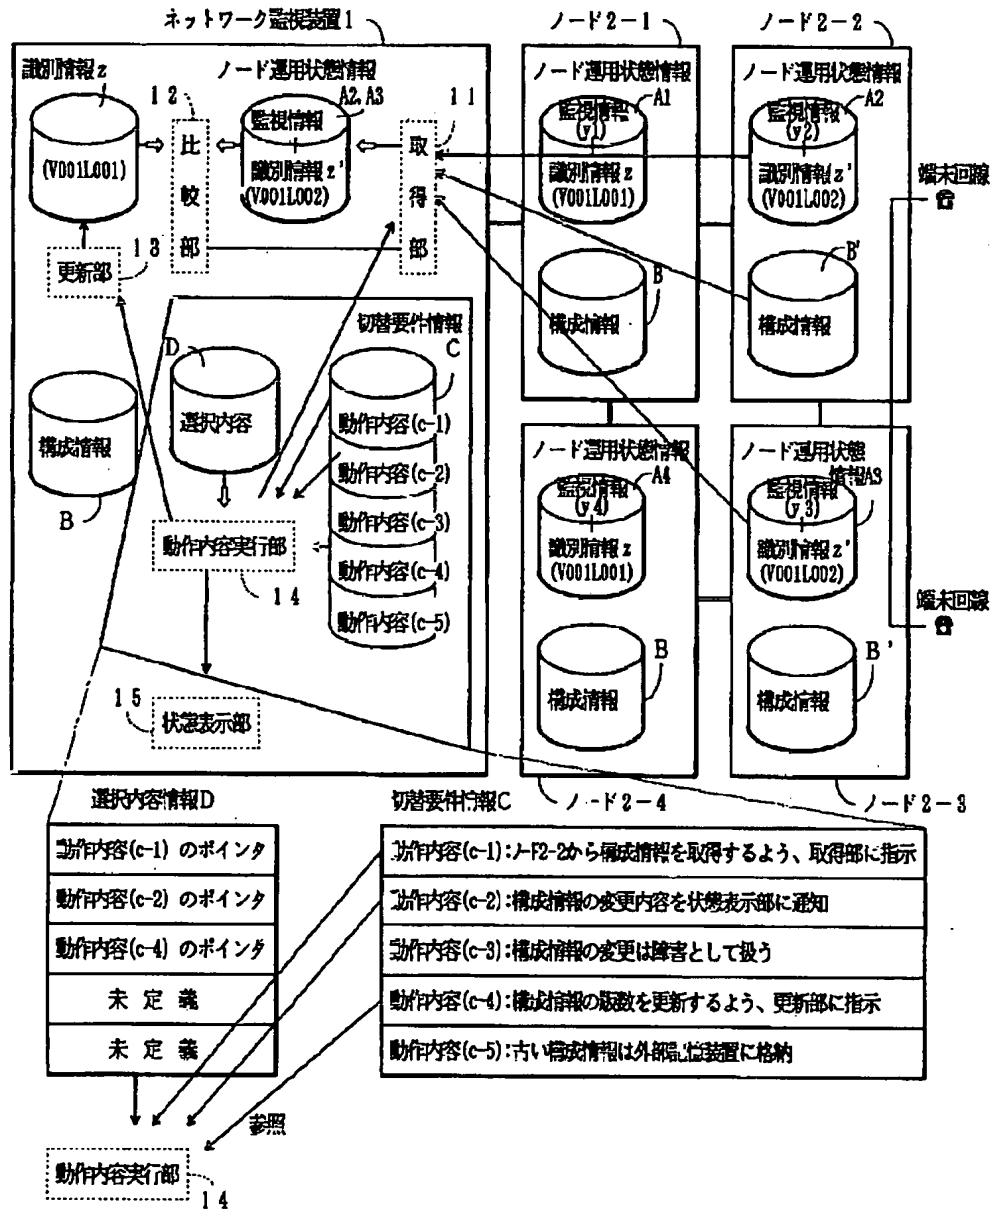 ネットワーク監視装置1
ノード2-1
ノード2-2
識別情報z
ノード運用状態情報
A2, A3
12
11
(V001L001)
比較部
監視情報
識別情報z'
(V001L002)
取得部
更新部
13
ノード運用状態情報
監視情報
(y1)
A1
識別情報z
(V001L001)
B
構成情報
ノード運用状態情報
監視情報
(y2)
A2
識別情報z'
(V001L002)
B'
構成情報
端末回線
切替要件情報
D
C
選択内容
構成情報
B
動作内容(c-1)
動作内容(c-2)
動作内容(c-3)
動作内容(c-4)
動作内容(c-5)
動作内容実行部
14
15
状態表示部
ノード運用状態情報
監視情報
(y4)
A4
識別情報z
(V001L001)
B
構成情報
ノード運用状態
情報A3
監視情報
(y3)
識別情報z'
(V001L002)
B'
構成情報
端末回線
ノード2-4
ノード2-3
選択内容情報D
動作内容(c-1) のポインタ
動作内容(c-2) のポインタ
動作内容(c-4) のポインタ
未定義
未定義
切替要件情報C
動作内容(c-1):ノード2-2から構成情報を取得するよう、取得部に指示
動作内容(c-2):構成情報の変更内容を状態表示部に通知
動作内容(c-3):構成情報の変更は障害として扱う
動作内容(c-4):構成情報の版数を更新するよう、更新部に指示
動作内容(c-5):古い構成情報は外部記憶装置に格納
参照
動作内容実行部
14